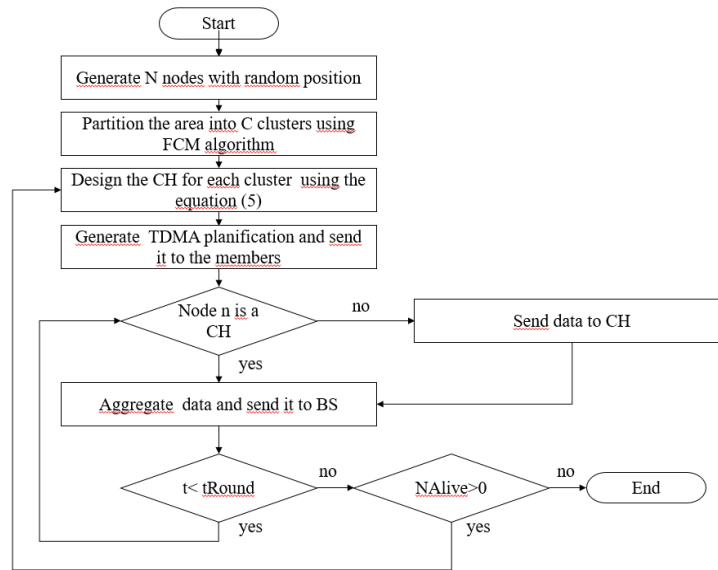 Start
Generate N nodes with random position
Partition the area into C clusters using
FCM algorithm
Design the CH for each cluster using the
equation (5)
Generate TDMA planification and send
it to the members
Node n is a
CH
no
Send data to CH
yes
Aggregate data and send it to BS
t< tRound
no
NAlive>0
no
End
yes
yes